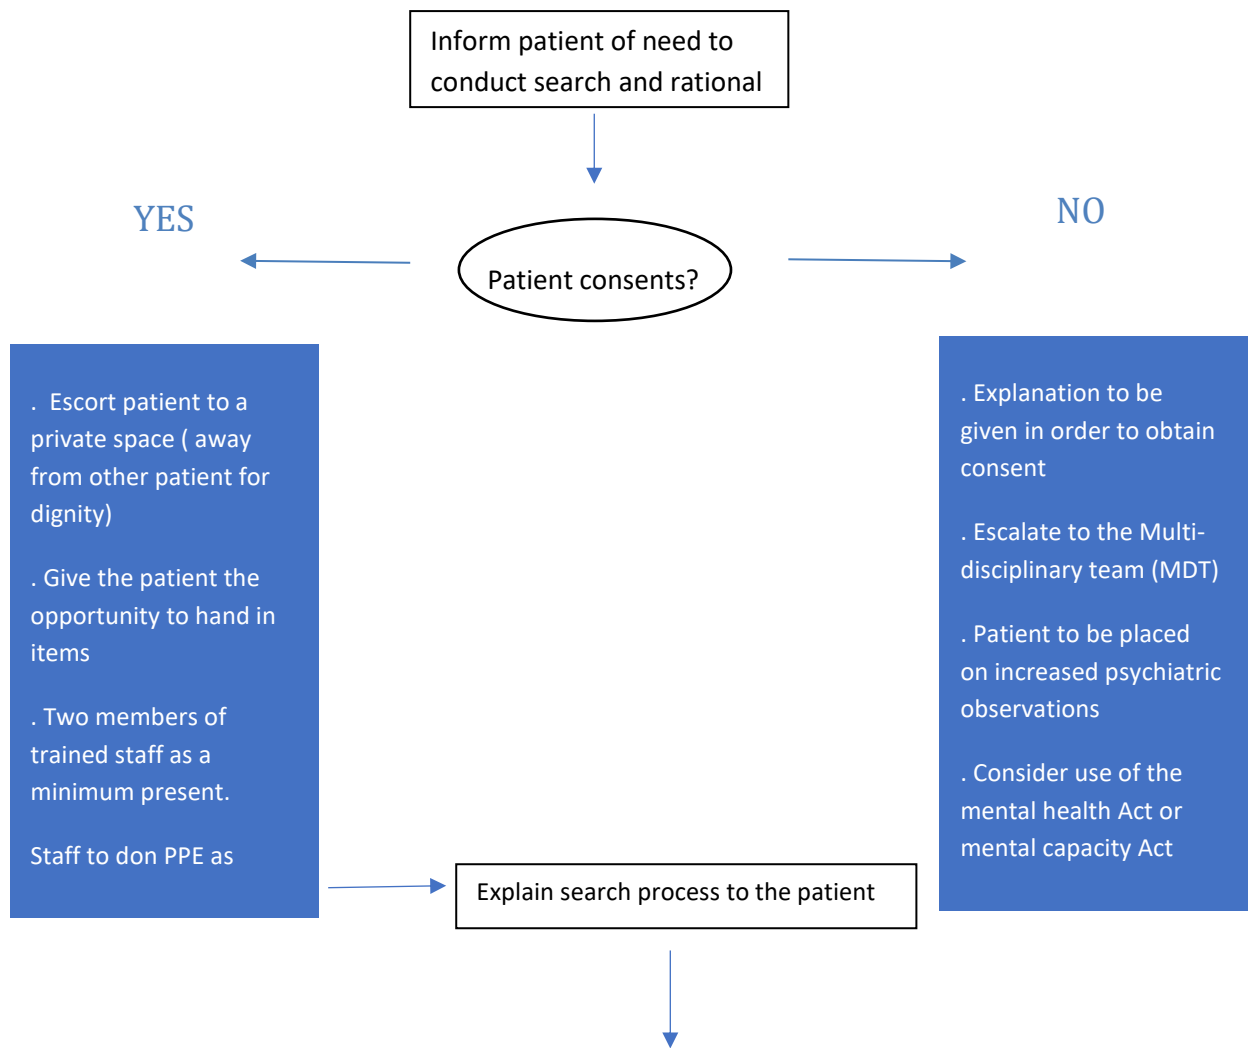 Inform patient of need to
conduct search and rational
YES
NO
Patient consents?
.  Escort patient to a
private space ( away
from other patient for
dignity)
. Give the patient the
opportunity to hand in
items
. Two members of
trained staff as a
minimum present.
Staff to don PPE as
. Explanation to be
given in order to obtain
consent
. Escalate to the Multi-
disciplinary team (MDT)
. Patient to be placed
on increased psychiatric
observations
. Consider use of the
mental health Act or
mental capacity Act
Explain search process to the patient